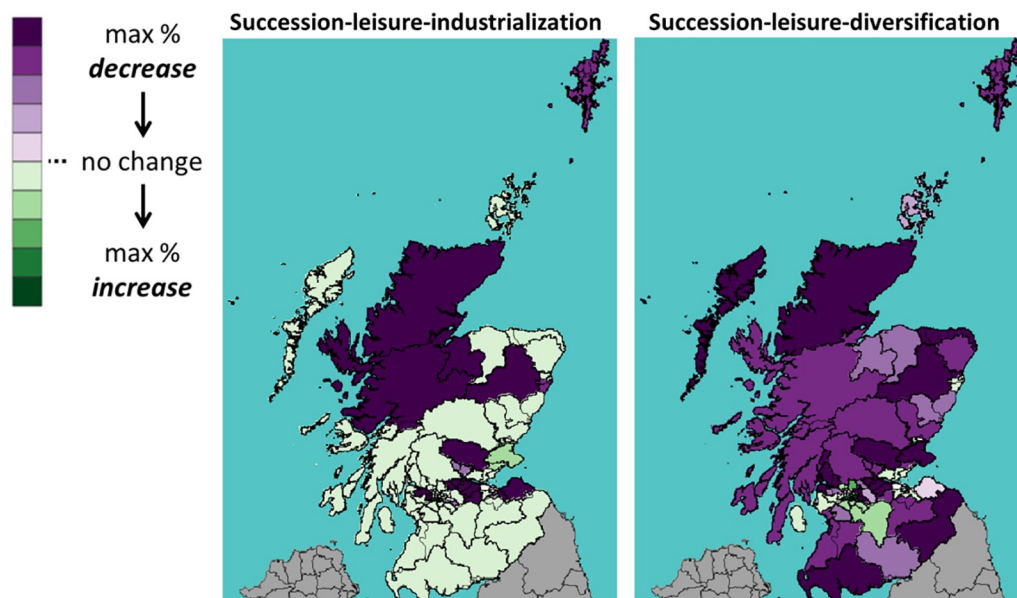 Succession-leisure-industrialization
Succession-leisure-diversification
max %
decrease
... no change
max %
increase